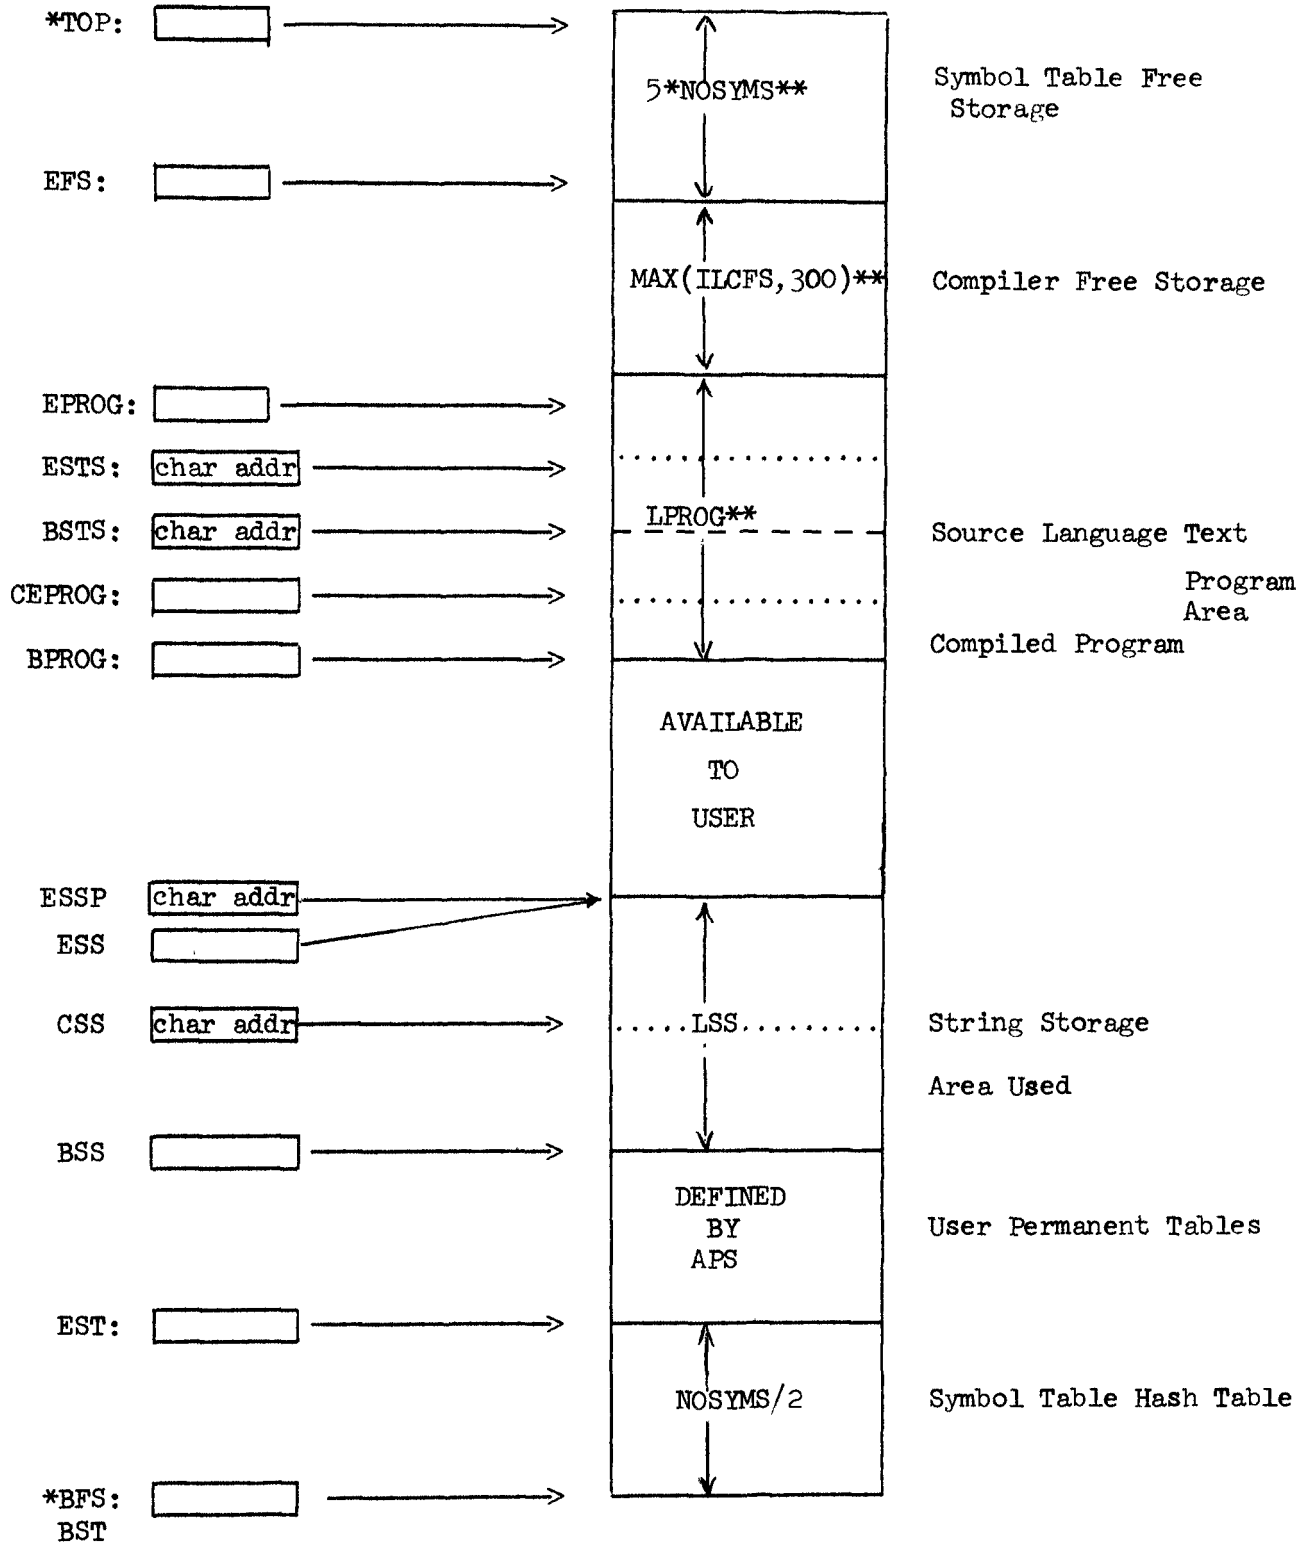 *TOP:
5*NOSYMS**
Symbol Table Free
Storage
EFS:
MAX(ILCFS,300)**
Compiler Free Storage
EPROG:
ESTS: char addr
LPROG**
BSTS: char addr
Source Language Text
CEPROG:
Program
Area
BPROG:
Compiled Program
AVAILABLE
TO
USER
ESSP char addr
ESS
CSS char addr
.....LSS........
String Storage
Area Used
BSS
DEFINED
BY
APS
User Permanent Tables
EST:
NOSYMS/2
Symbol Table Hash Table
*BFS:
BST